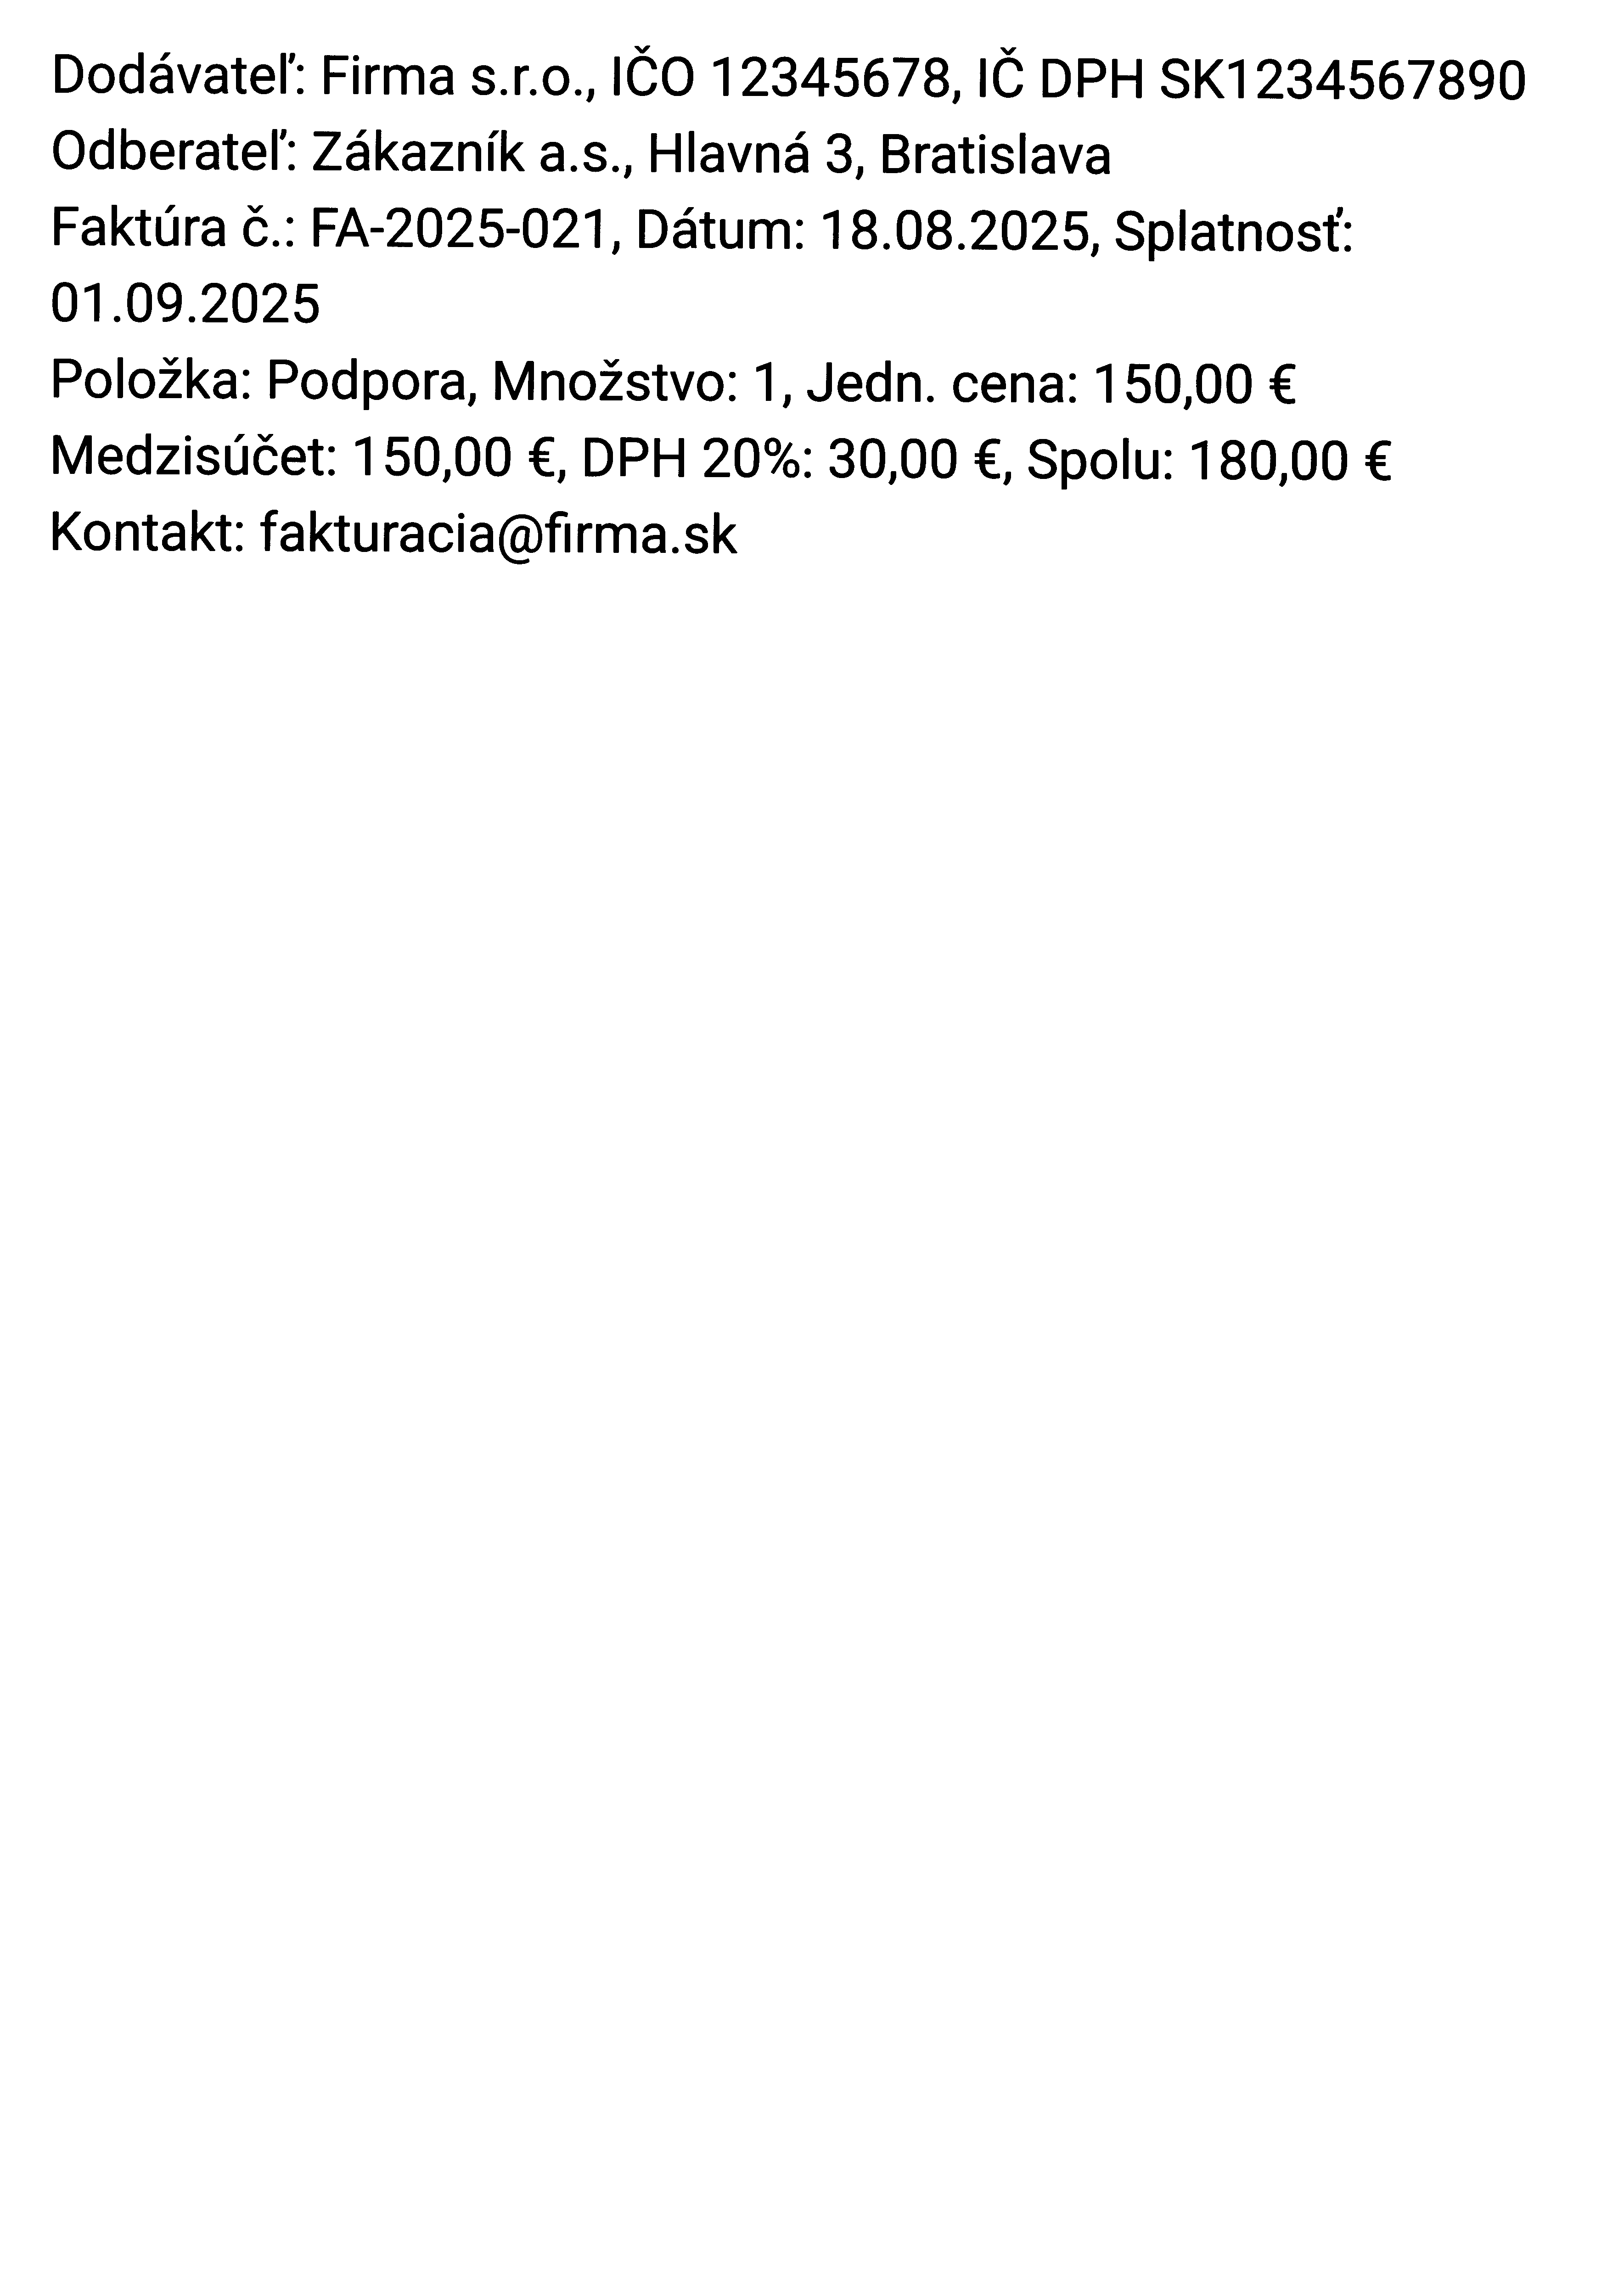 Dodávateľ: Firma s.r.o., IČO 12345678, IČ DPH SK1234567890
Odberateľ: Zákazník a.s., Hlavná 3, Bratislava
Faktúra č.: FA-2025-021, Dátum: 18.08.2025, Splatnosť:
01.09.2025
Položka: Podpora, Množstvo: 1, Jedn. cena: 150,00 €
Medzisúčet: 150,00 €, DPH 20%: 30,00 €, Spolu: 180,00 €
Kontakt: fakturacia@firma.sk